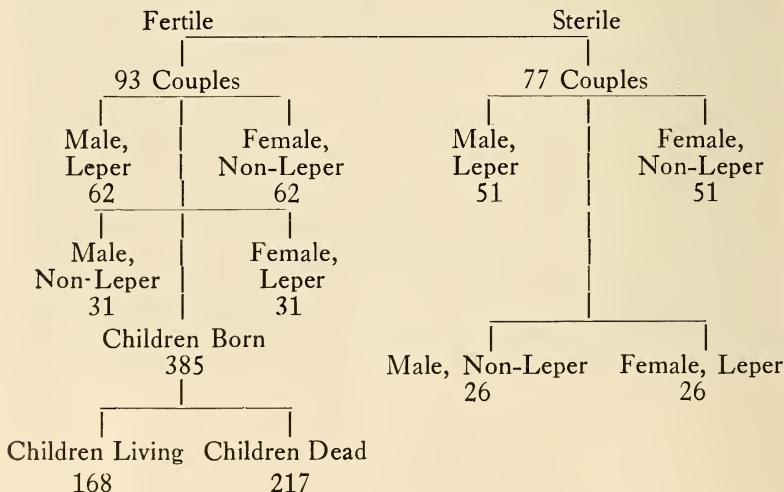 Fertile Sterile
93 Couples 77 Couples
Male, Female, Male, Female,
Leper Non-Leper Leper Non-Leper
62 62 51 51
Male, Female,
Non-Leper Leper
31 31
Children Born
385
Male, Non-Leper Female, Leper
26 26
Children Living Children Dead
168 217